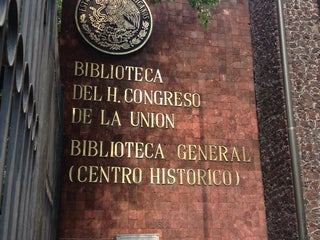 BIBLIOTECA
DEL H. CONGRESO
DE LA UNION
BIBLIOTECA GENERAL
(CENTRO HISTORICO)